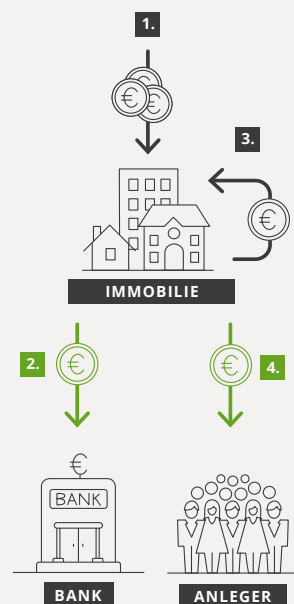 1.
3.
IMMOBILIE
2.
4.
BANK
BANK
ANLEGER